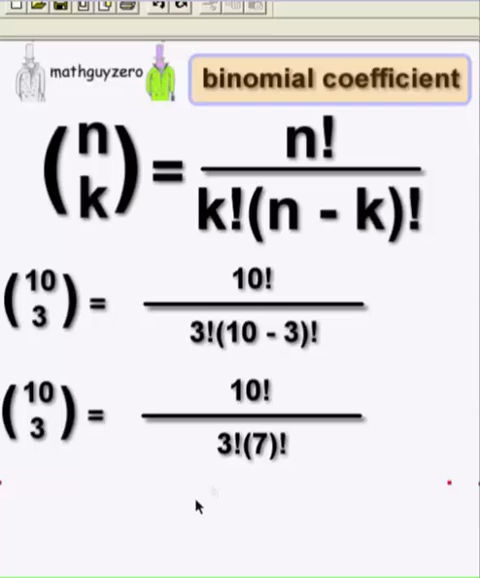 mathguyzero
binomial coefficient
(n k) = n! / k!(n - k)!
(10 3) = 10! / 3!(10 - 3)!
(10 3) = 10! / 3!(7)!